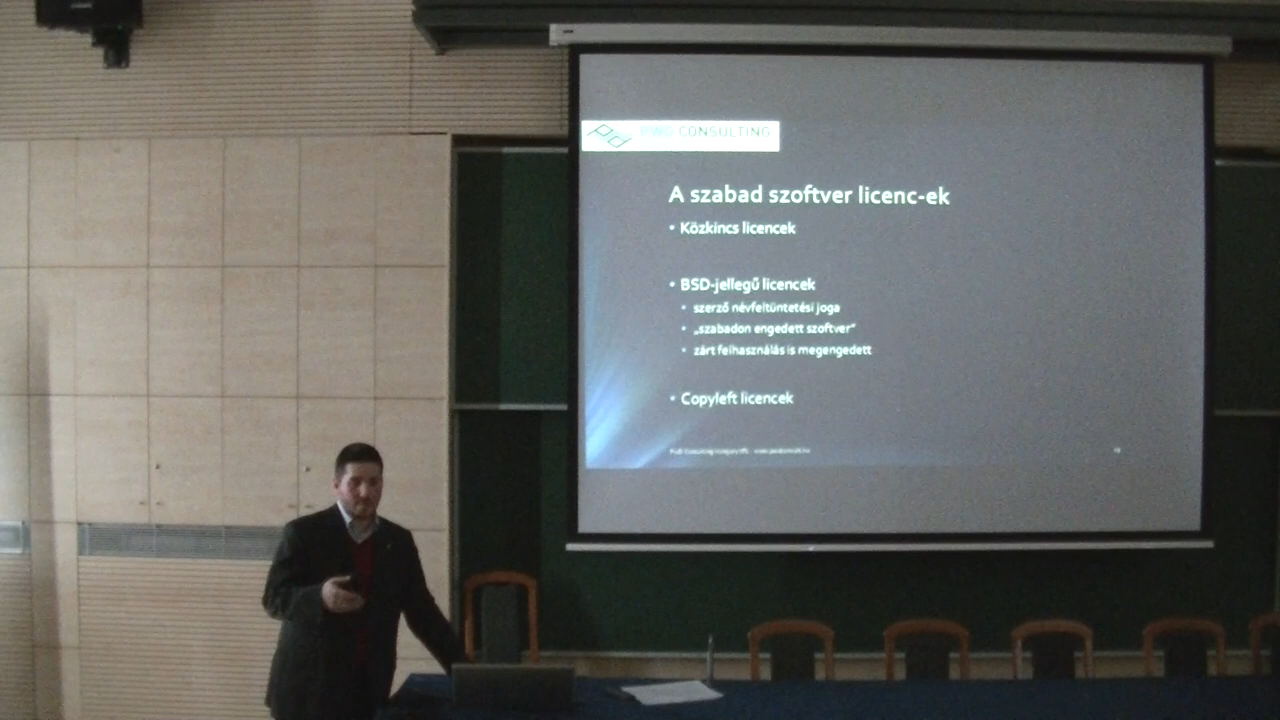 CONSULTING
A szabad szoftver licenc-ek
• Közkincs licencek
• BSD-jellegű licencek
• szerző névfeltüntetési joga
• „szabadon engedett szoftver"
• zárt felhasználás is megengedett
• Copyleft licencek